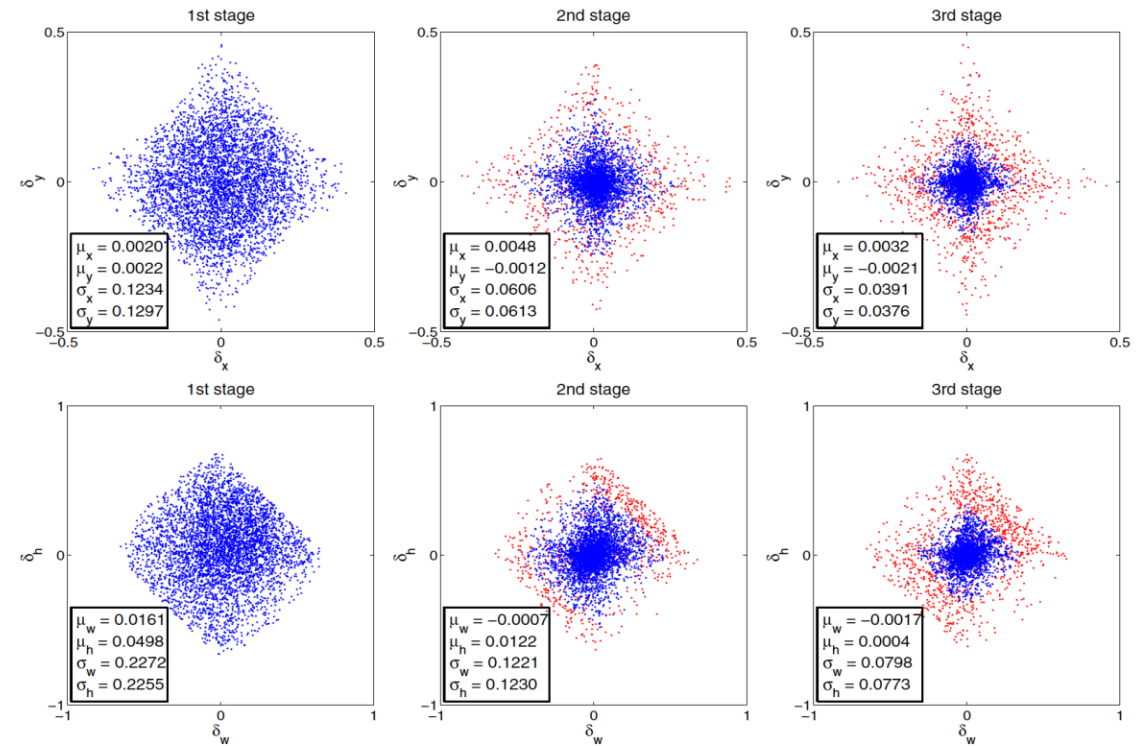 1st stage
2nd stage
3rd stage
0.5
0
−0.5
δy
μx = 0.0020
μy = 0.0022
σx = 0.1234
σy = 0.1297
−0.5
0
0.5
δx
0.5
0
−0.5
δy
μx = 0.0048
μy = −0.0012
σx = 0.0606
σy = 0.0613
−0.5
0
0.5
δx
0.5
0
−0.5
δy
μx = 0.0032
μy = −0.0021
σx = 0.0391
σy = 0.0376
−0.5
0
0.5
δx
1st stage
2nd stage
3rd stage
1
0
−1
δh
μw = 0.0161
μh = 0.0498
σw = 0.2272
σh = 0.2255
−1
0
1
δw
1
0
−1
δh
μw = −0.0007
μh = 0.0122
σw = 0.1221
σh = 0.1230
−1
0
1
δw
1
0
−1
δh
μw = −0.0017
μh = 0.0004
σw = 0.0798
σh = 0.0773
−1
0
1
δw